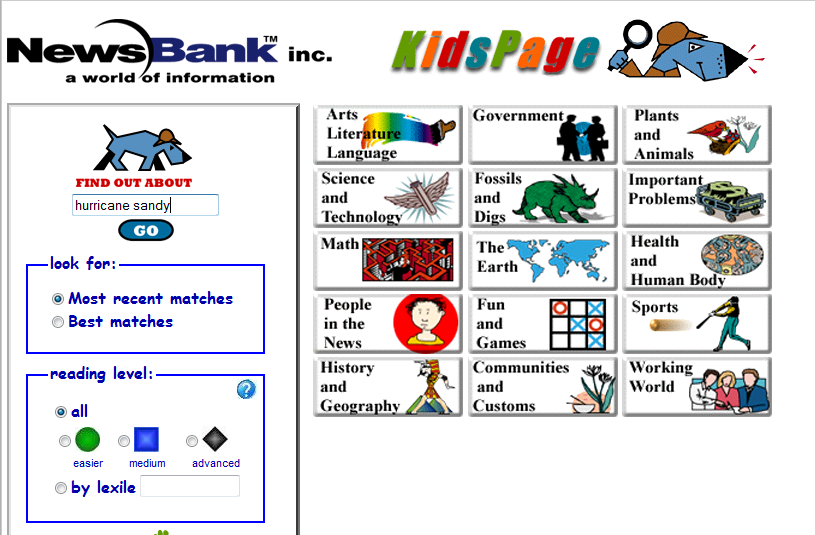 NewsBank™ inc.
a world of information
KidsPage
FIND OUT ABOUT
hurricane sandy
GO
look for:
Most recent matches
Best matches
reading level:
?
all
easier medium advanced
by lexile
Arts
Literature
Language
Government
Plants
and
Animals
Science
and
Technology
Fossils
and
Digs
Important
Problems
8
Math
The
Earth
Health
and
Human Body
People
in the
News
Fun
and
Games
Sports
History
and
Geography
Communities
and
Customs
Working
World